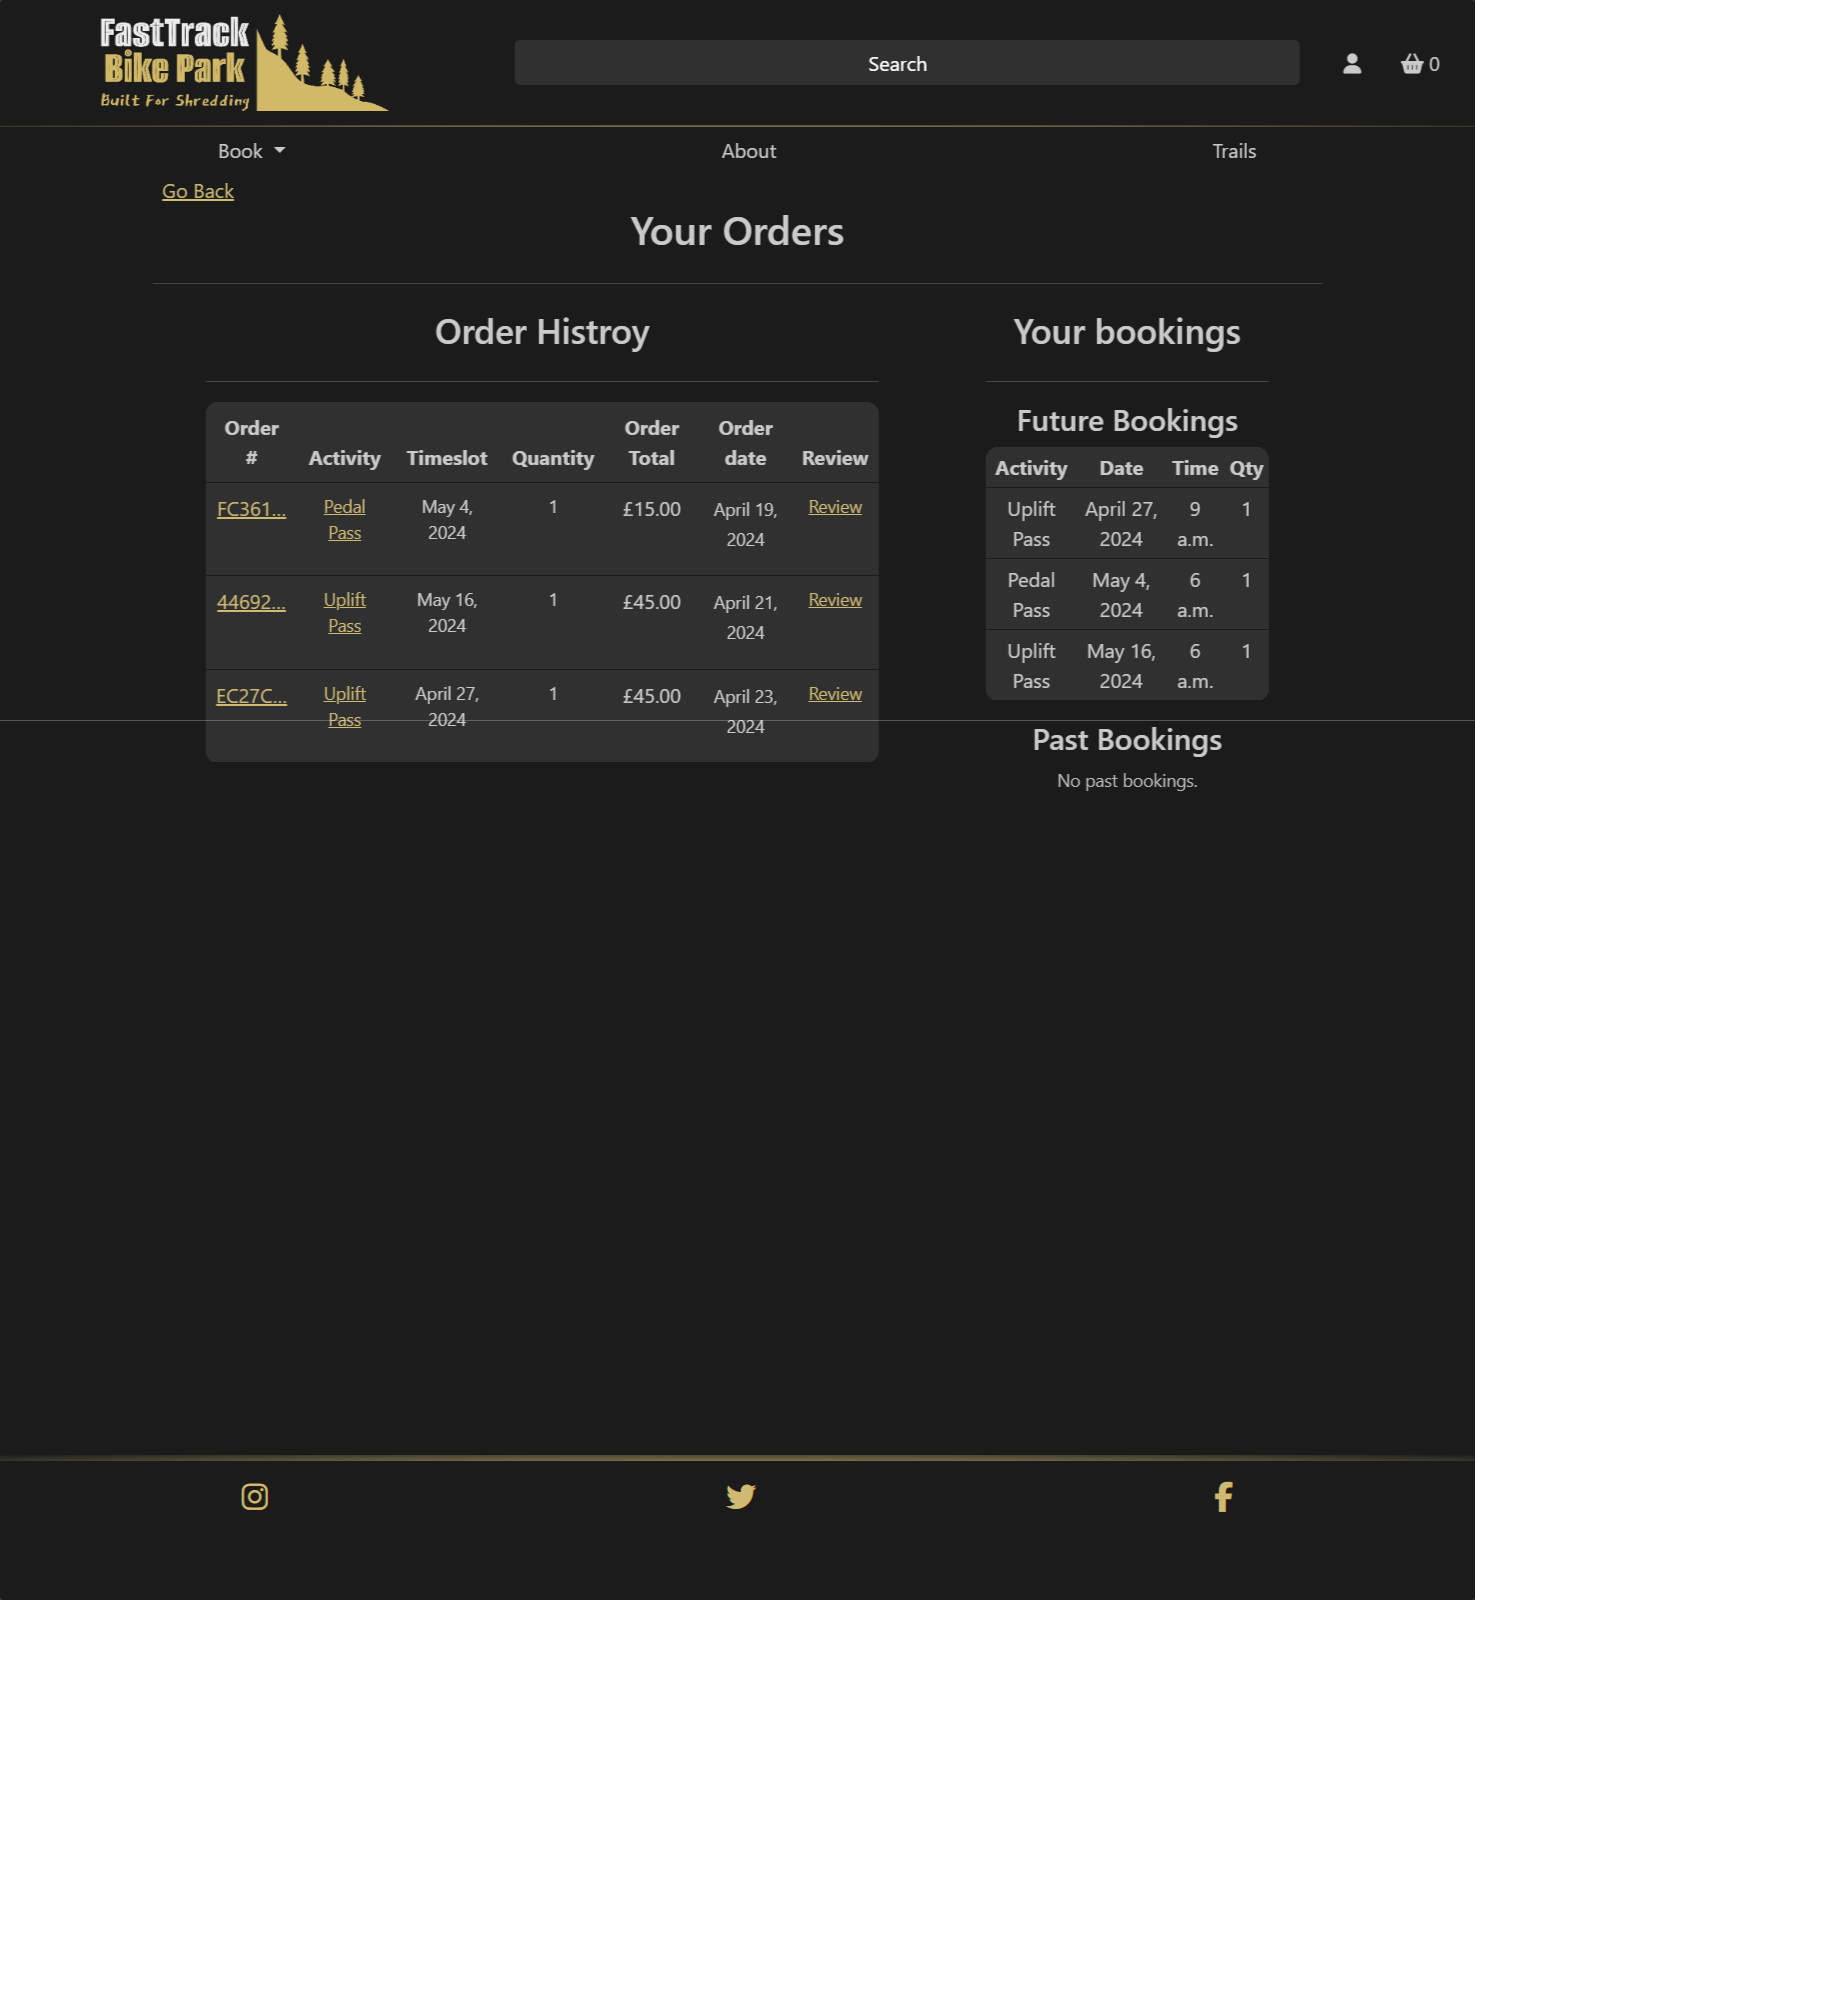 FastTrack
Bike Park
Built For Shredding
Search
0
Book
About
Trails
Go Back
Your Orders
Order Histroy
Order # Activity Timeslot Quantity Order Total Order date Review
FC361... Pedal Pass May 4, 2024 1 £15.00 April 19, 2024 Review
44692... Uplift Pass May 16, 2024 1 £45.00 April 21, 2024 Review
EC27C... Uplift Pass April 27, 2024 1 £45.00 April 23, 2024 Review
Your bookings
Future Bookings
Activity Date Time Qty
Uplift Pass April 27, 2024 9 a.m. 1
Pedal Pass May 4, 2024 6 a.m. 1
Uplift Pass May 16, 2024 6 a.m. 1
Past Bookings
No past bookings.